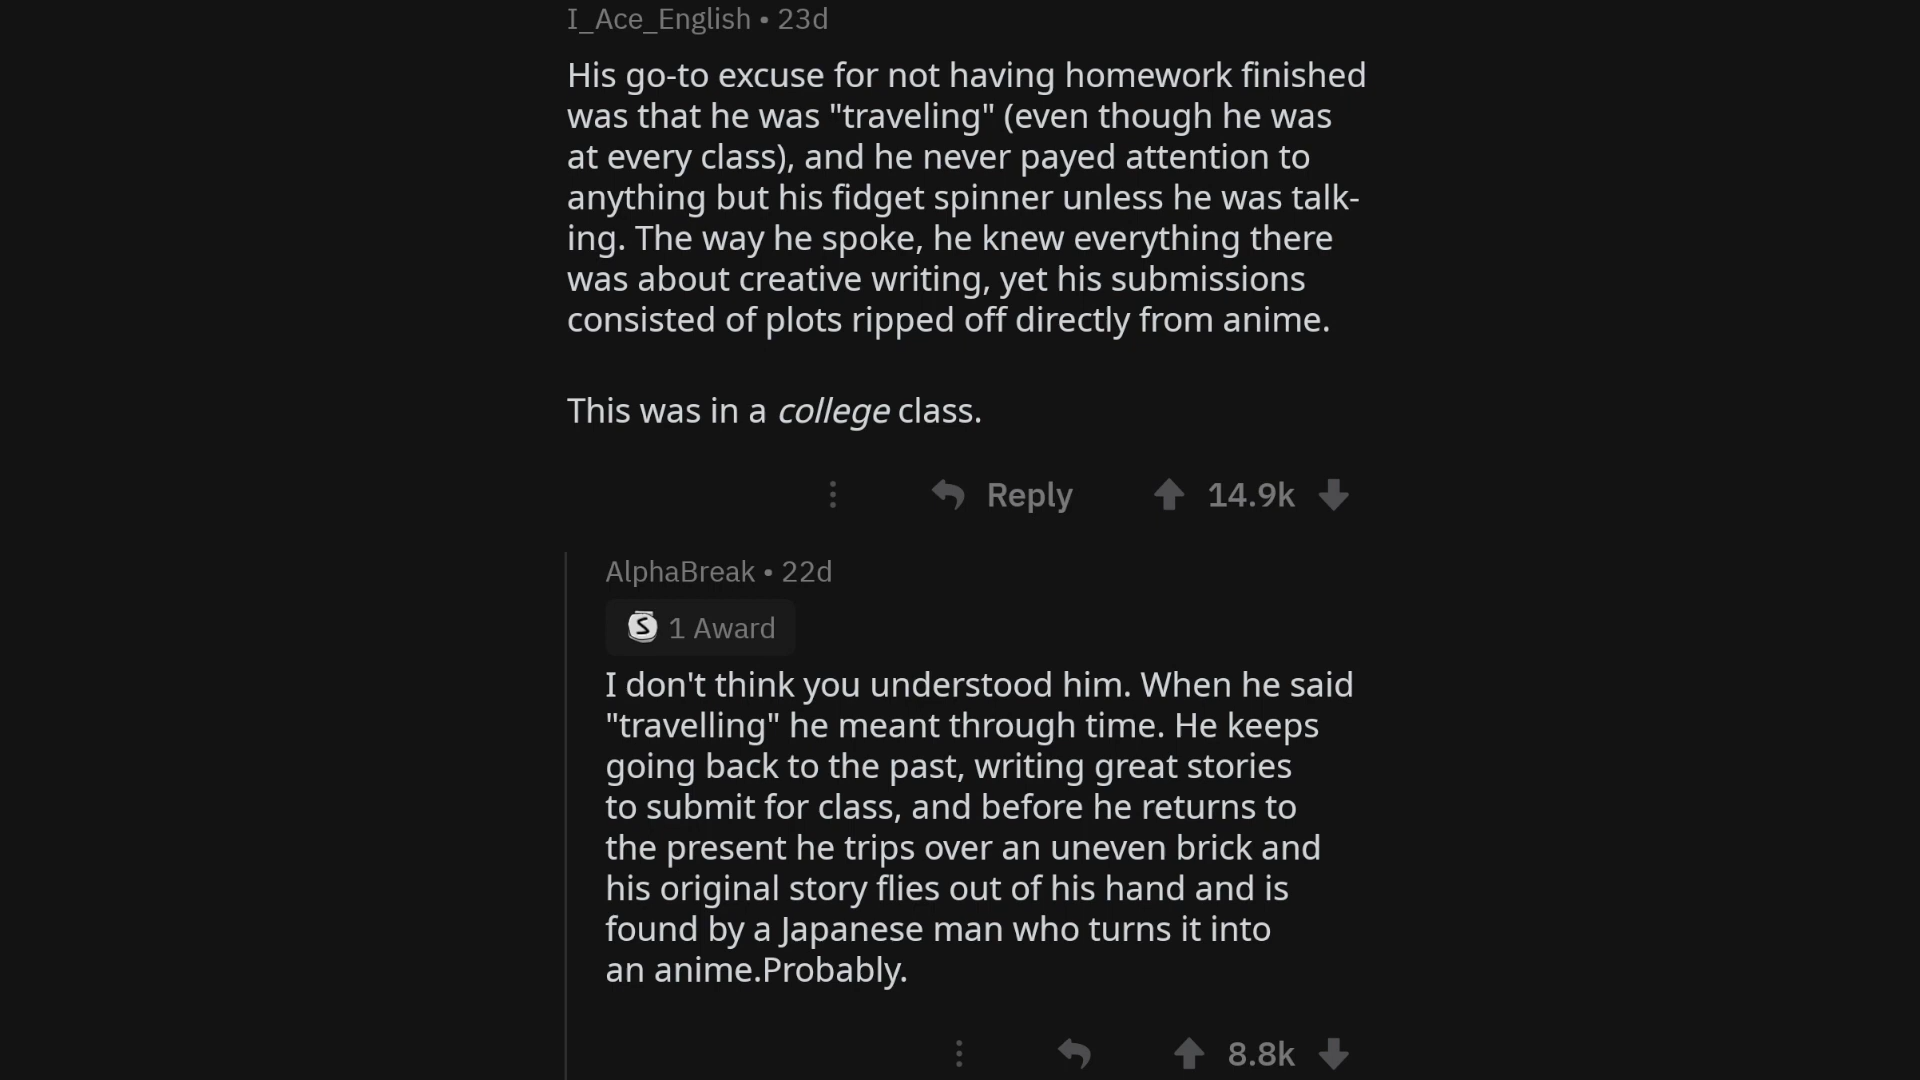 I_Ace_English • 23d
His go-to excuse for not having homework finished
was that he was "traveling" (even though he was
at every class), and he never payed attention to
anything but his fidget spinner unless he was talk-
ing. The way he spoke, he knew everything there
was about creative writing, yet his submissions
consisted of plots ripped off directly from anime.
This was in a college class.
Reply 14.9k
AlphaBreak • 22d
S 1 Award
I don't think you understood him. When he said
"travelling" he meant through time. He keeps
going back to the past, writing great stories
to submit for class, and before he returns to
the present he trips over an uneven brick and
his original story flies out of his hand and is
found by a Japanese man who turns it into
an anime.Probably.
8.8k